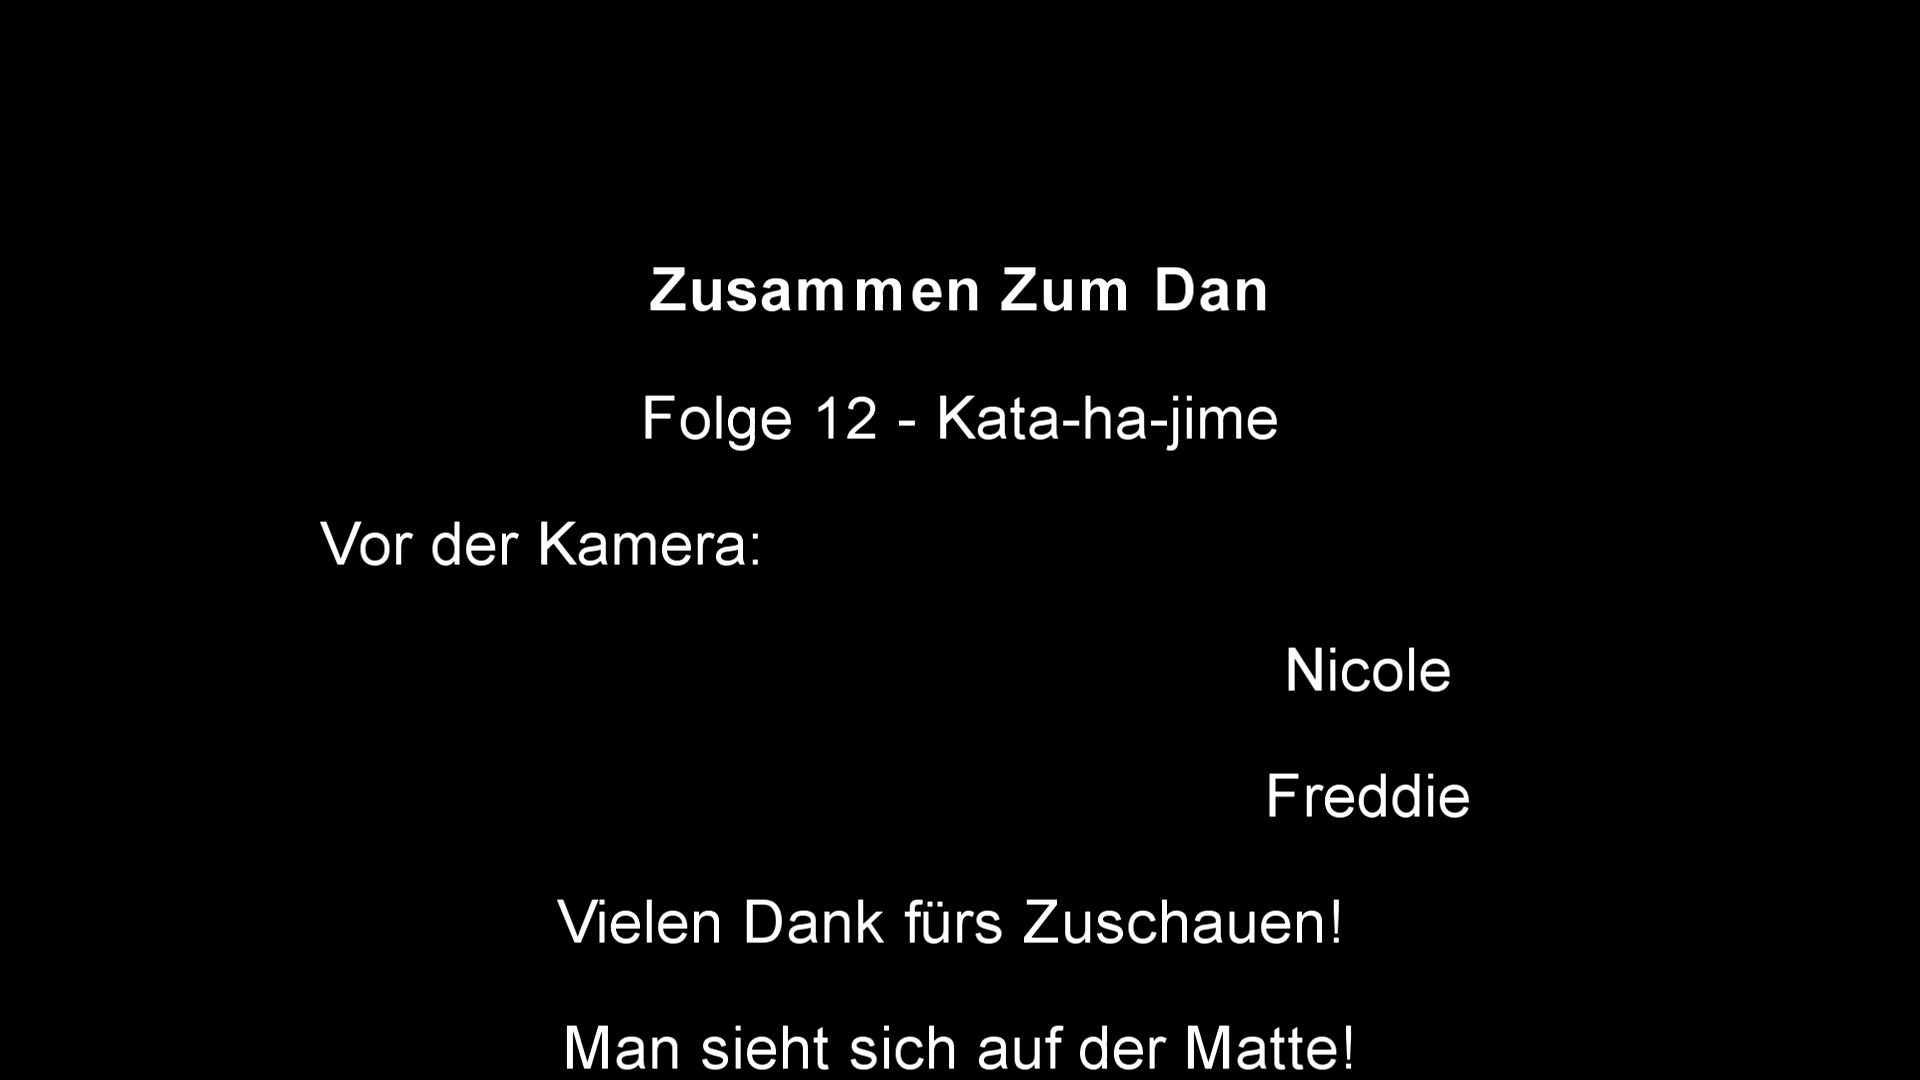 Zusammen Zum Dan
Folge 12 - Kata-ha-jime
Vor der Kamera:
Nicole
Freddie
Vielen Dank fürs Zuschauen!
Man sieht sich auf der Matte!